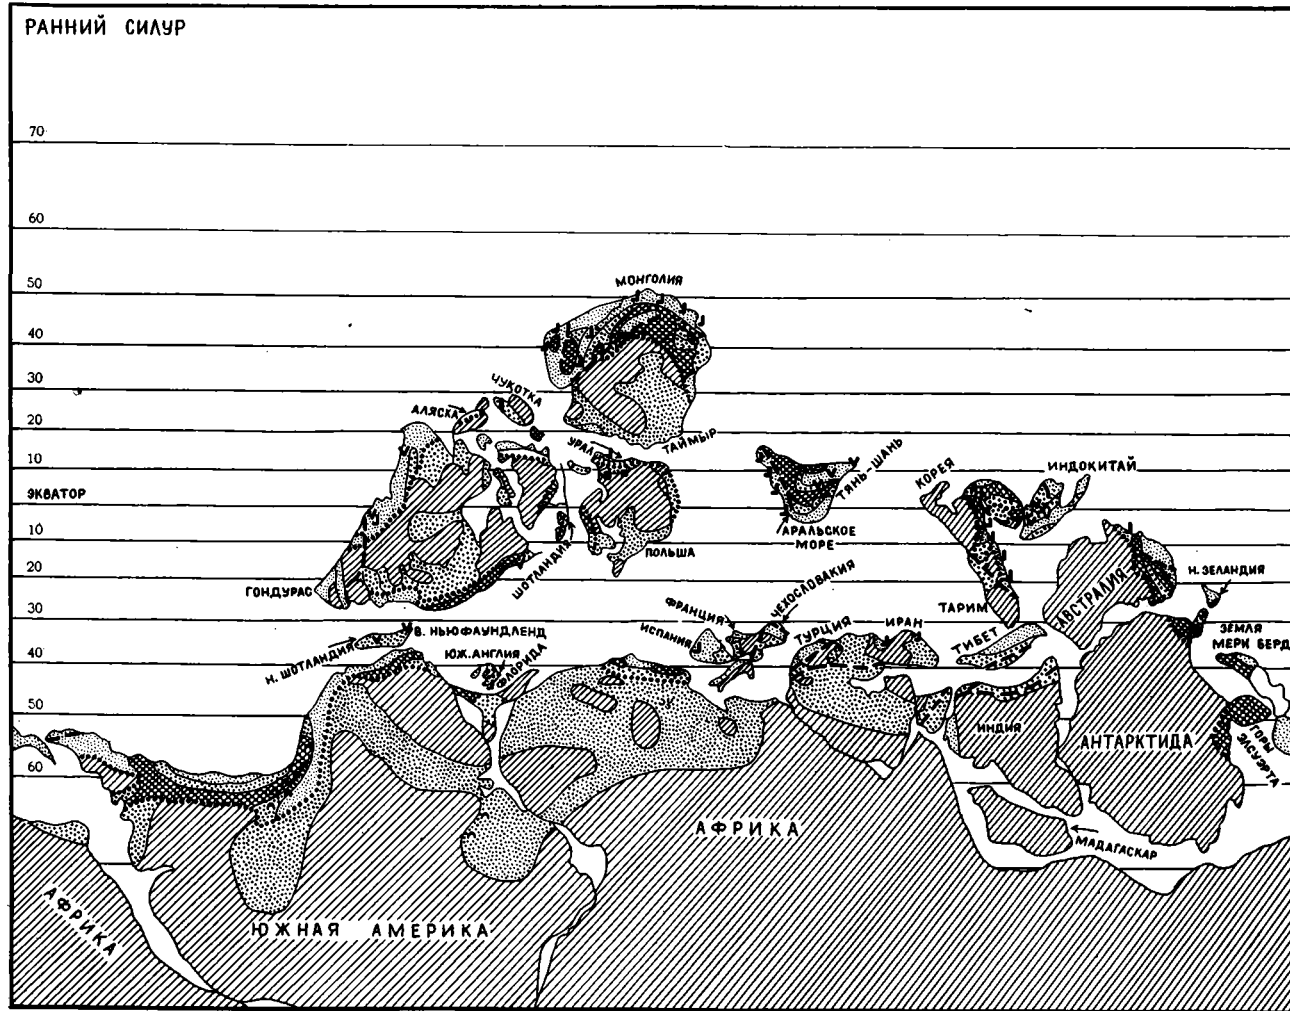 РАННИЙ СИЛУР
70
60
50
МОНГОЛИЯ
40
30
ЧУКОТКА
АЛЯСКА
20
УРАЛ
ТАЙМЫР
10
ТЯНЬ-ШАНЬ
КОРЕЯ
ИНДОКИТАЙ
ЭКВАТОР
АРАЛЬСКОЕ
МОРЕ
10
ШОТЛАНДИЯ
ПОЛЬША
20
ГОНДУРАС
АВСТРАЛИЯ
Н. ЗЕЛАНДИЯ
30
ФРАНЦИЯ
ЧЕХОСЛОВАКИЯ
ТАРИМ
Н. ШОТЛАНДИЯ
В. НЬЮФАУНДЛЕНД
ИСПАНИЯ
ТУРЦИЯ
ИРАН
ТИБЕТ
ЗЕМЛЯ
МЕРИ БЕРД
40
ЮЖ. АНГЛИЯ
ФЛОРИДА
50
ИНДИЯ
АНТАРКТИДА
ГОРЫ
ЭЛСУЭРТА
60
АФРИКА
МАДАГАСКАР
АФРИКА
ЮЖНАЯ АМЕРИКА